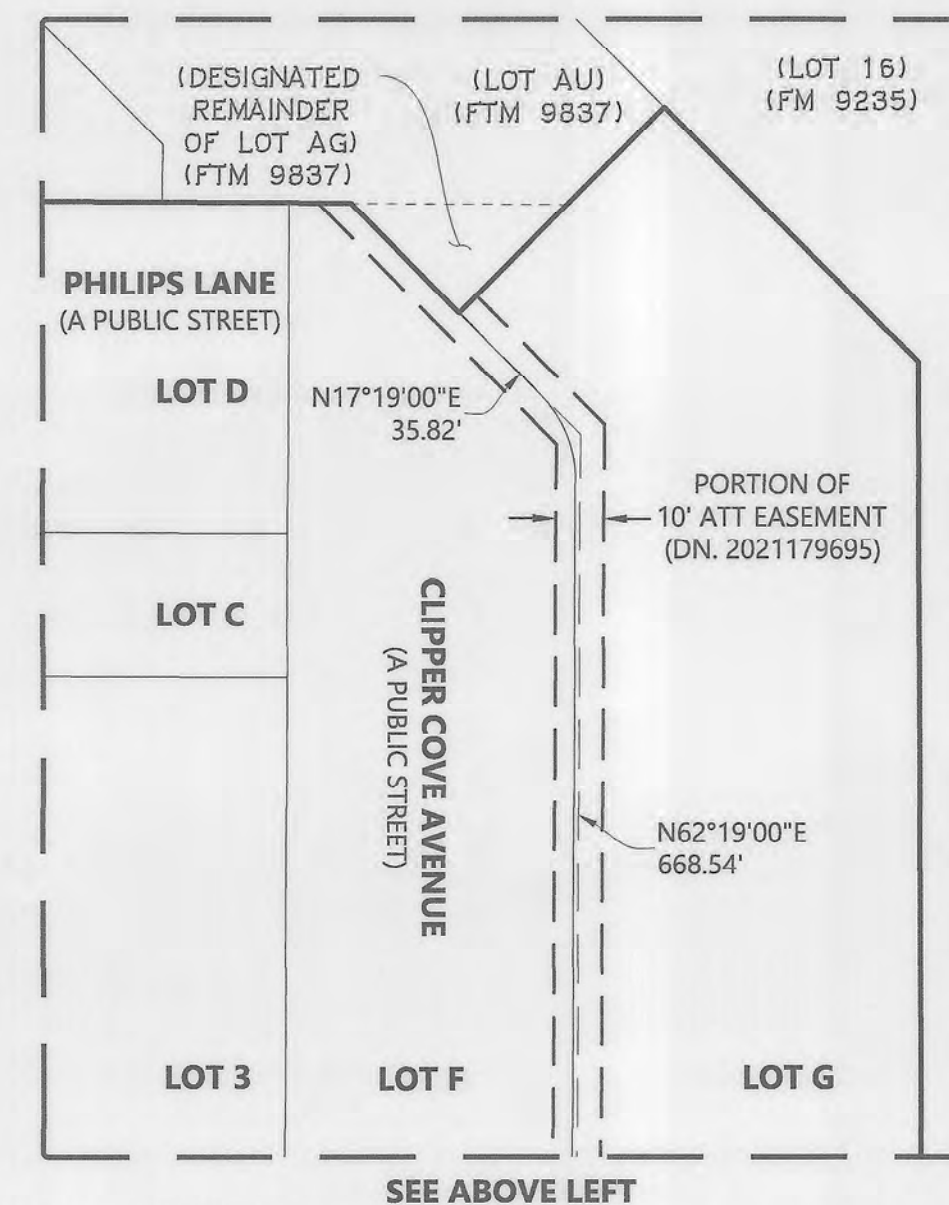 (DESIGNATED
REMAINDER
OF LOT AG)
(FTM 9837)
(LOT AU)
(FTM 9837)
(LOT 16)
(FM 9235)
PHILIPS LANE
(A PUBLIC STREET)
LOT D
N17°19'00"E
35.82'
PORTION OF
10' ATT EASEMENT
(DN. 2021179695)
LOT C
CLIPPER COVE AVENUE
(A PUBLIC STREET)
N62°19'00"E
668.54'
LOT 3
LOT F
LOT G
SEE ABOVE LEFT